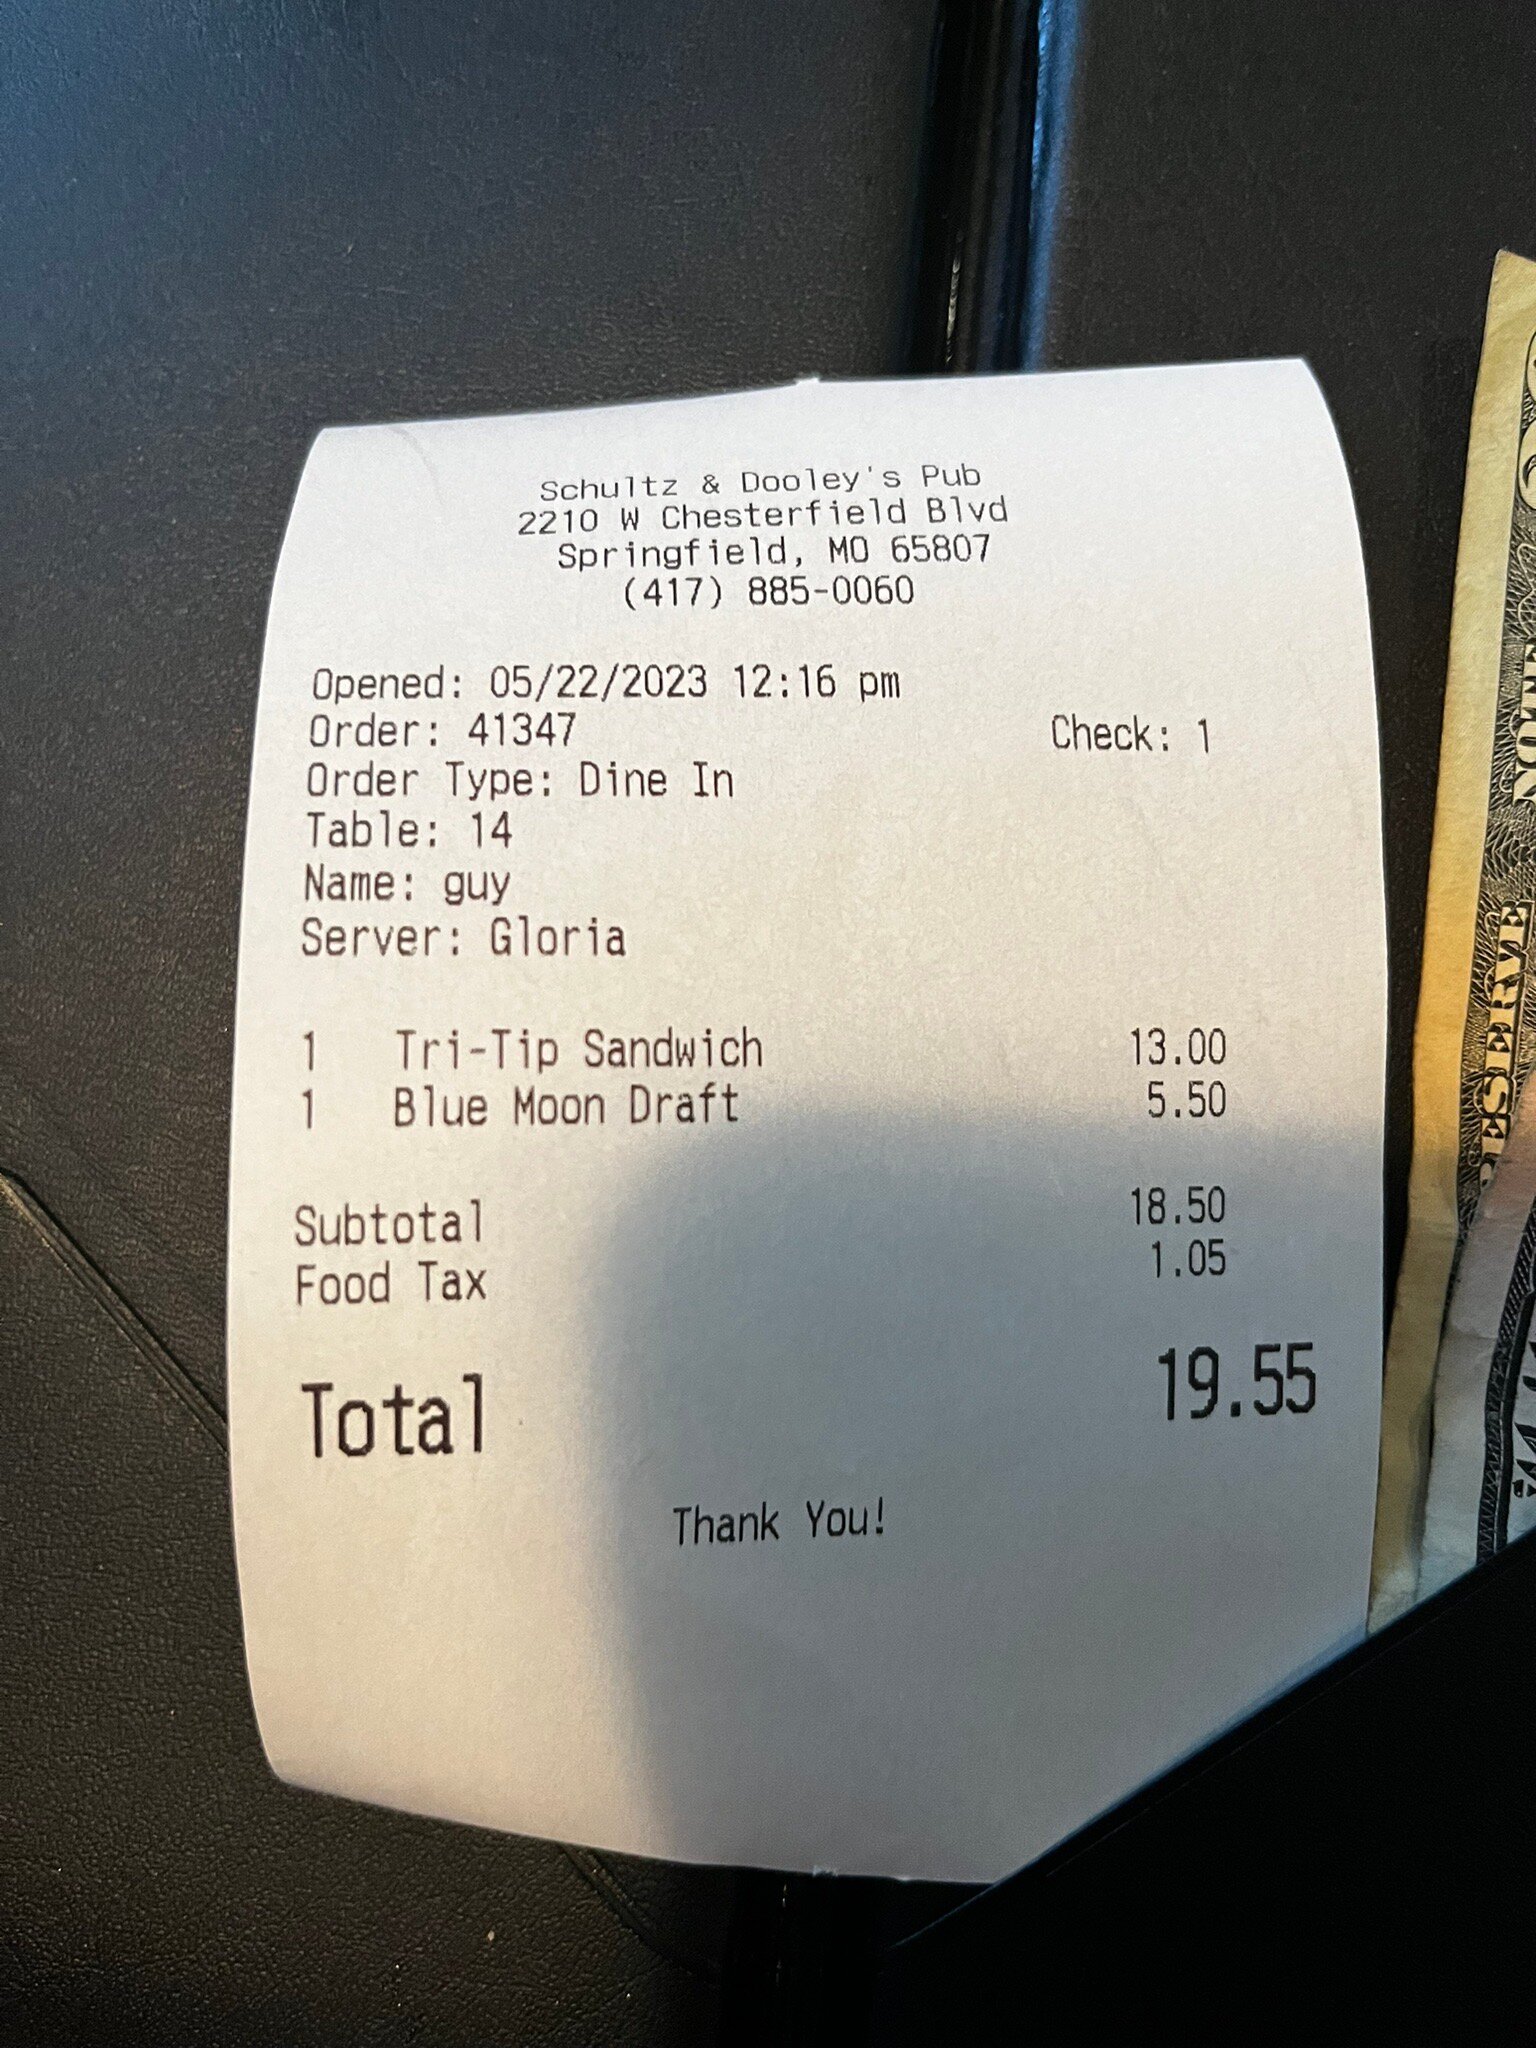 Schultz & Dooley's Pub
2210 W Chesterfield Blvd
Springfield, MO 65807
(417) 885-0060
Opened: 05/22/2023 12:16 pm
Order: 41347 Check: 1
Order Type: Dine In
Table: 14
Name: guy
Server: Gloria
1 Tri-Tip Sandwich 13.00
1 Blue Moon Draft 5.50
Subtotal 18.50
Food Tax 1.05
Total 19.55
Thank You!
NOTE
RESERVE